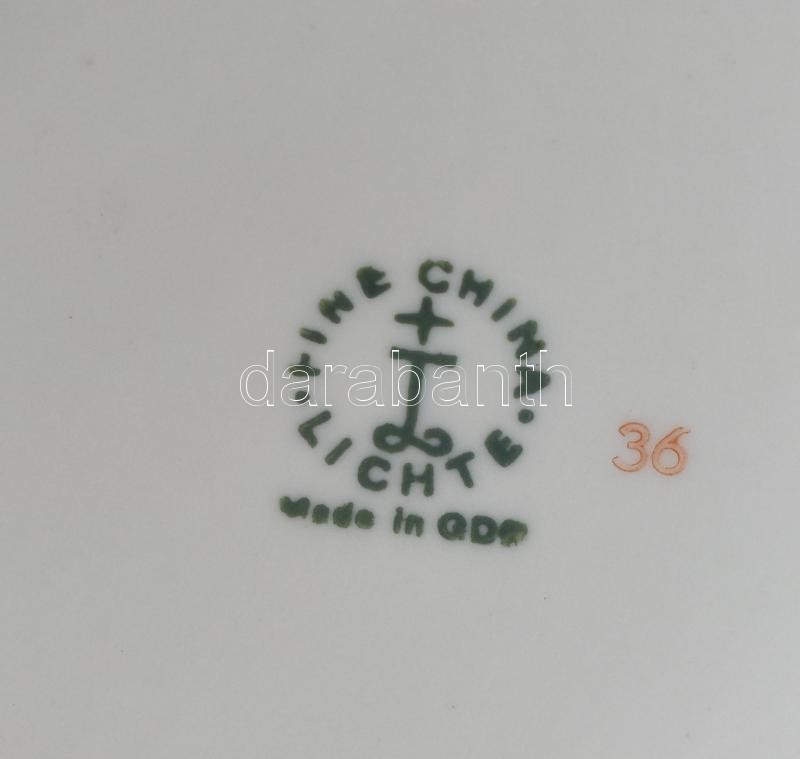 FINE CHINA
LICHTE
Made in GDR
36
darabanth